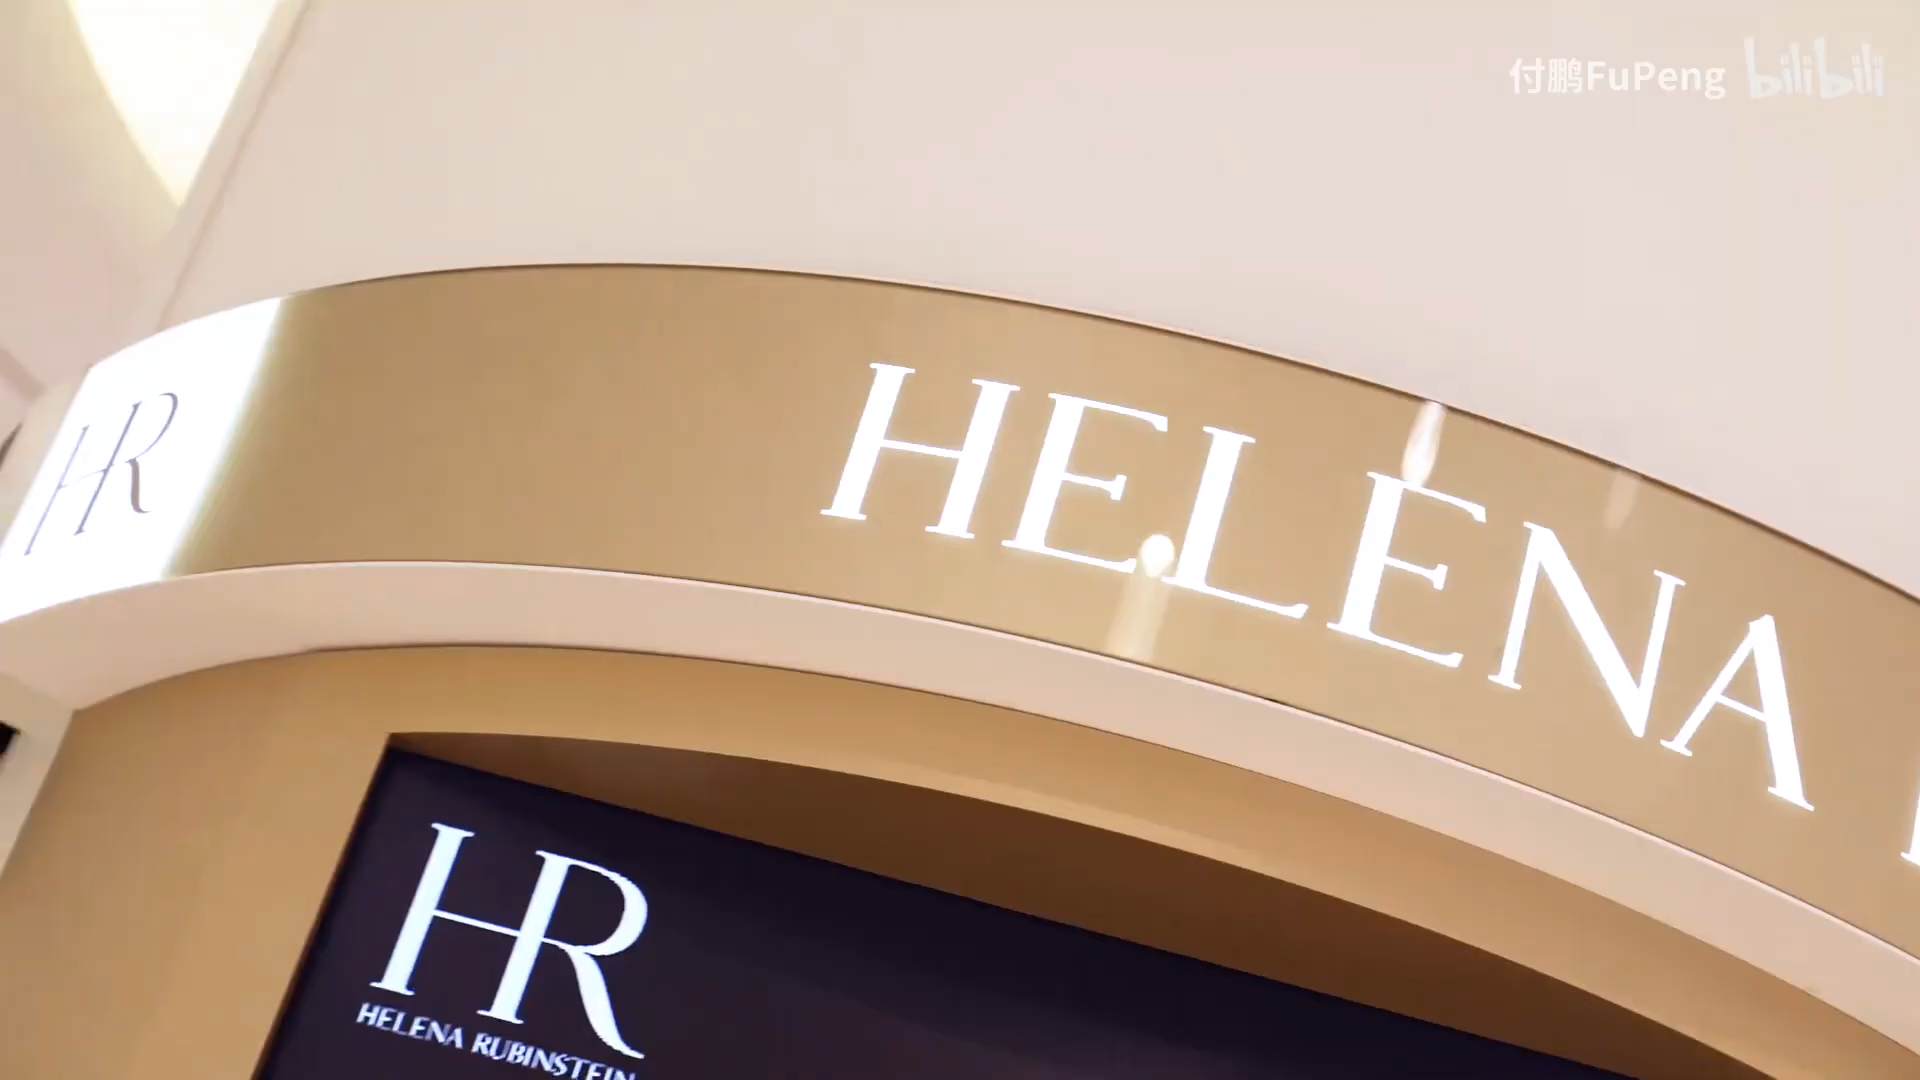 付鹏FuPeng bilibili
HR
HELENA
HR
HELENA RUBINSTEIN